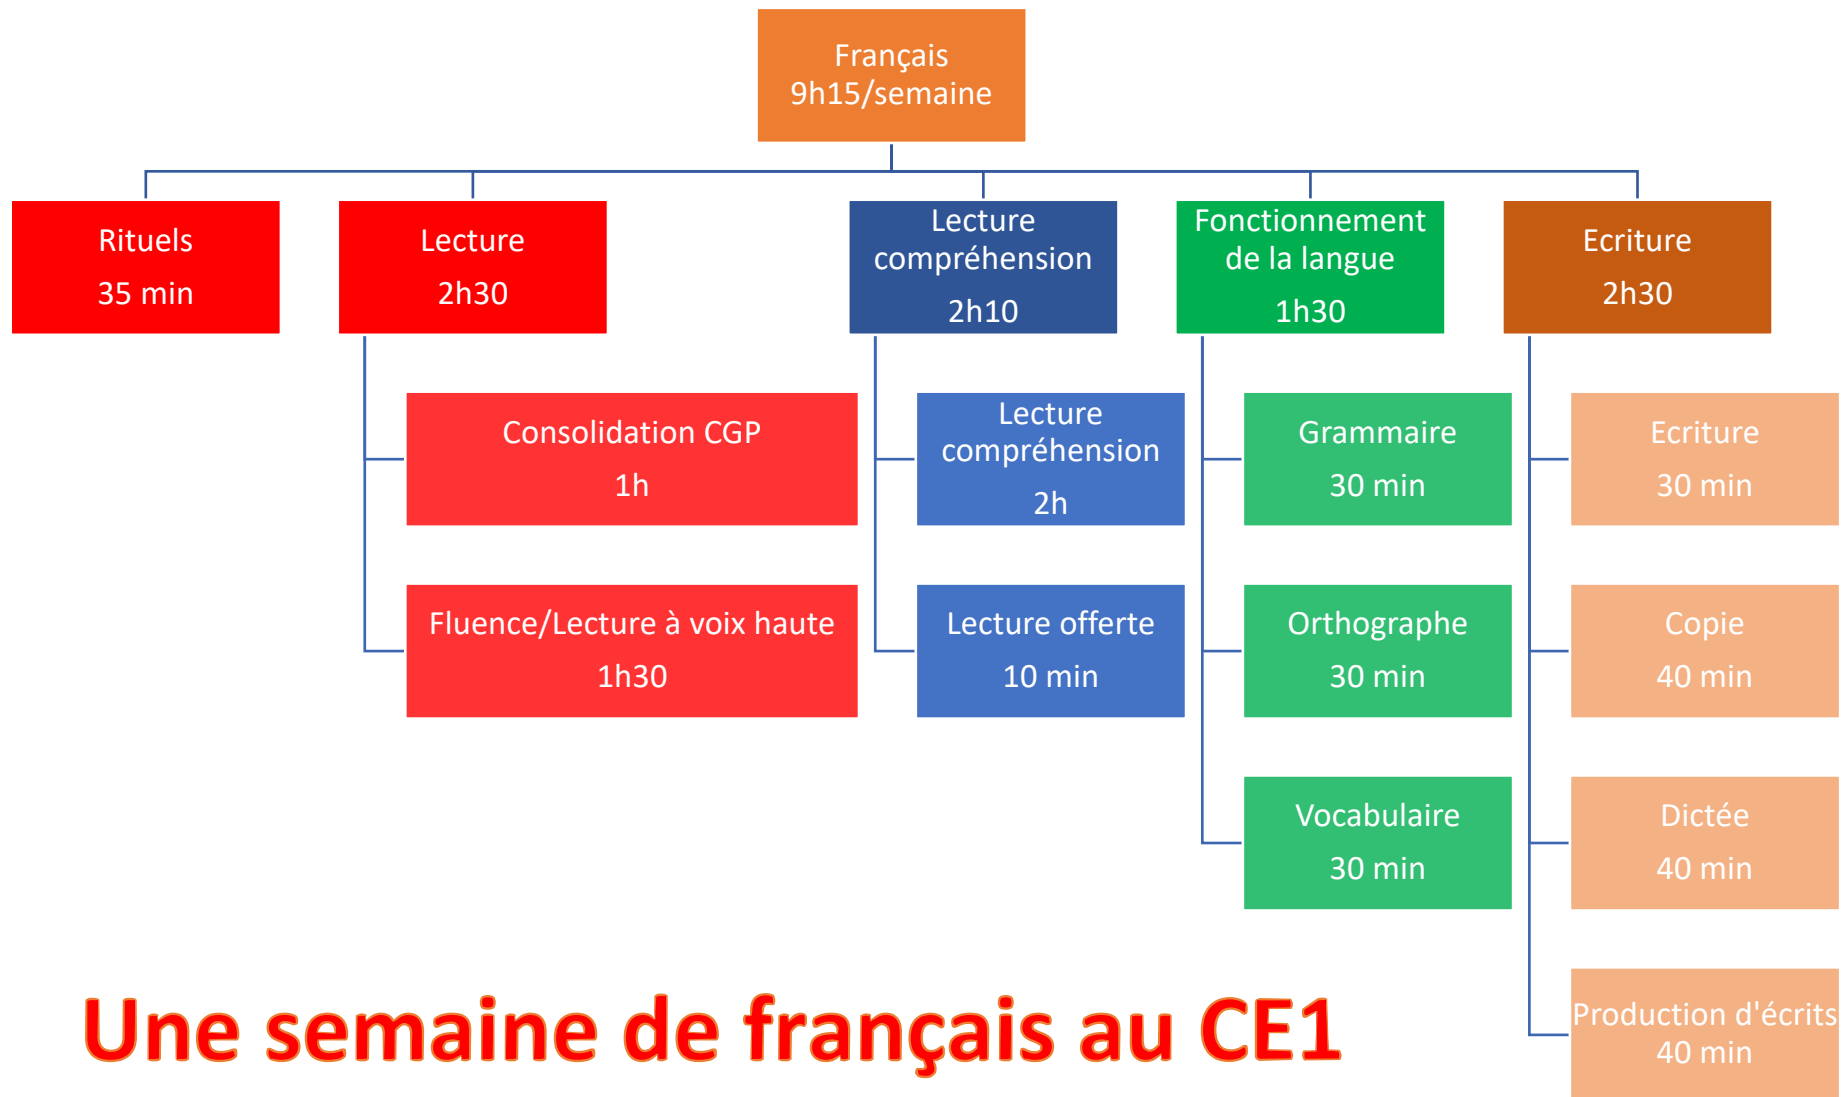 Français
9h15/semaine
Rituels
35 min
Lecture
2h30
Lecture
compréhension
2h10
Fonctionnement
de la langue
1h30
Ecriture
2h30
Consolidation CGP
1h
Fluence/Lecture à voix haute
1h30
Lecture
compréhension
2h
Lecture offerte
10 min
Grammaire
30 min
Orthographe
30 min
Vocabulaire
30 min
Ecriture
30 min
Copie
40 min
Dictée
40 min
Production d'écrits
40 min
Une semaine de français au CE1